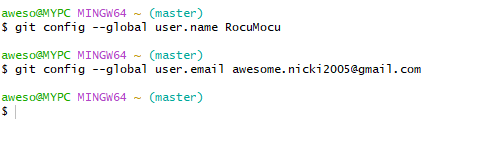 aweso@MYPC MINGW64 ~ (master)
$ git config --global user.name RocuMocu
aweso@MYPC MINGW64 ~ (master)
$ git config --global user.email awesome.nicki2005@gmail.com
aweso@MYPC MINGW64 ~ (master)
$